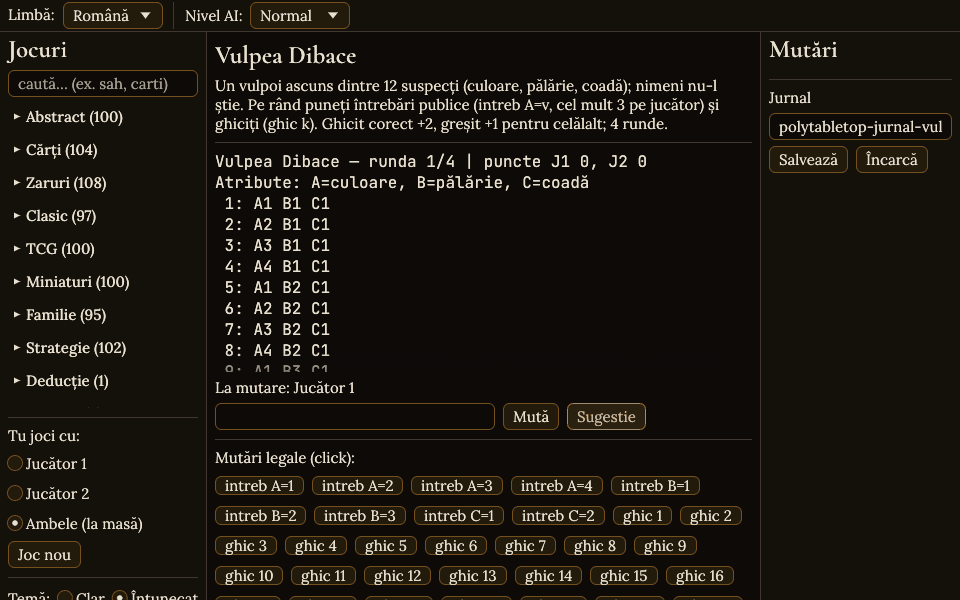 Limbă: Română ▼ Nivel AI: Normal ▼
Jocuri
caută... (ex. sah, carti)
▸ Abstract (100)
▸ Cărți (104)
▸ Zaruri (108)
▸ Clasic (97)
▸ TCG (100)
▸ Miniaturi (100)
▸ Familie (95)
▸ Strategie (102)
▸ Deducție (1)
Tu joci cu:
Jucător 1
Jucător 2
Ambele (la masă)
Joc nou
Temă: Clar Întunecat
Vulpea Dibace
Un vulpoi ascuns dintre 12 suspecți (culoare, pălărie, coadă); nimeni nu-l
știe. Pe rând puneți întrebări publice (intreb A=v, cel mult 3 pe jucător) și
ghiciți (ghic k). Ghicit corect +2, greșit +1 pentru celălalt; 4 runde.
Vulpea Dibace — runda 1/4 | puncte J1 0, J2 0
Atribute: A=culoare, B=pălărie, C=coadă
1: A1 B1 C1
2: A2 B1 C1
3: A3 B1 C1
4: A4 B1 C1
5: A1 B2 C1
6: A2 B2 C1
7: A3 B2 C1
8: A4 B2 C1
9: A1 B3 C1
La mutare: Jucător 1
Mută Sugestie
Mutări legale (click):
intreb A=1 intreb A=2 intreb A=3 intreb A=4 intreb B=1
intreb B=2 intreb B=3 intreb C=1 intreb C=2 ghic 1 ghic 2
ghic 3 ghic 4 ghic 5 ghic 6 ghic 7 ghic 8 ghic 9
ghic 10 ghic 11 ghic 12 ghic 13 ghic 14 ghic 15 ghic 16
Mutări
Jurnal
polytabletop-jurnal-vul
Salvează Încarcă